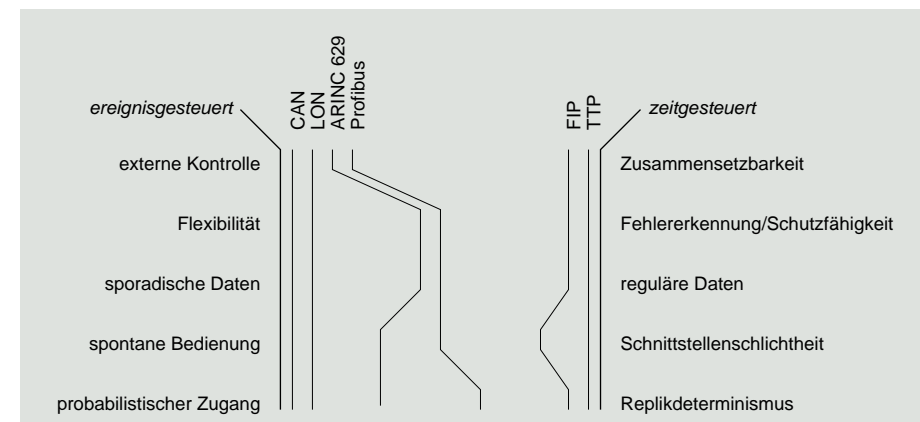 CAN
LON
ARINC 629
Profibus
FIP
TTP
ereignisgesteuert
zeitgesteuert
externe Kontrolle
Zusammensetzbarkeit
Flexibilität
Fehlererkennung/Schutzfähigkeit
sporadische Daten
reguläre Daten
spontane Bedienung
Schnittstellenschlichtheit
probabilistischer Zugang
Replikdeterminismus